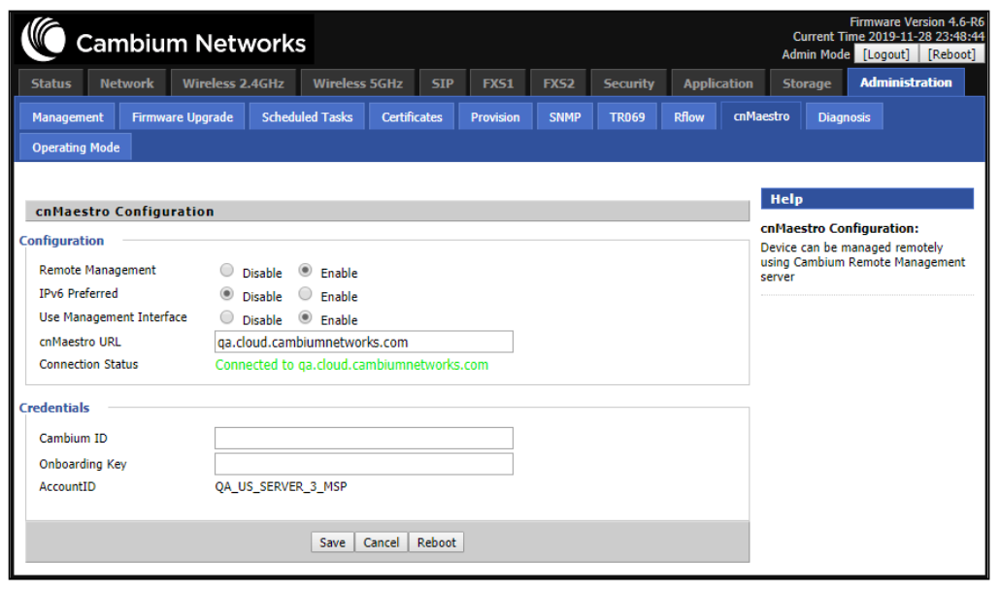 Cambium Networks
Firmware Version 4.6-R6
Current Time 2019-11-28 23:48:44
Admin Mode [Logout] [Reboot]
Status Network Wireless 2.4GHz Wireless 5GHz SIP FXS1 FXS2 Security Application Storage Administration
Management Firmware Upgrade Scheduled Tasks Certificates Provision SNMP TR069 Rflow cnMaestro Diagnosis
Operating Mode
cnMaestro Configuration
Configuration
Remote Management Disable Enable
IPv6 Preferred Disable Enable
Use Management Interface Disable Enable
cnMaestro URL qa.cloud.cambiumnetworks.com
Connection Status Connected to qa.cloud.cambiumnetworks.com
Credentials
Cambium ID
Onboarding Key
AccountID QA_US_SERVER_3_MSP
Save Cancel Reboot
Help
cnMaestro Configuration:
Device can be managed remotely
using Cambium Remote Management
server